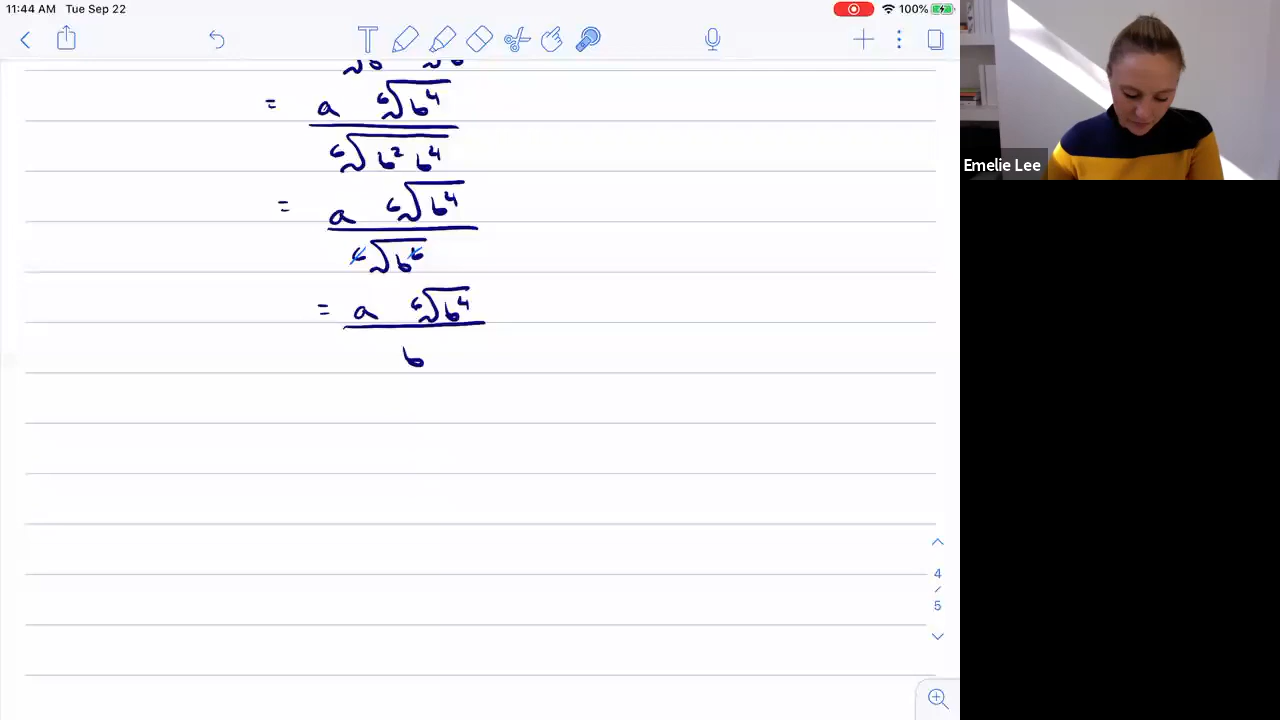 11:44 AM Tue Sep 22 100%
T
= a ⁶√b⁴
⁶√b² b⁴
= a ⁶√b⁴
⁶√b⁶
= a ⁶√b⁴
b
Emelie Lee
4
/
5